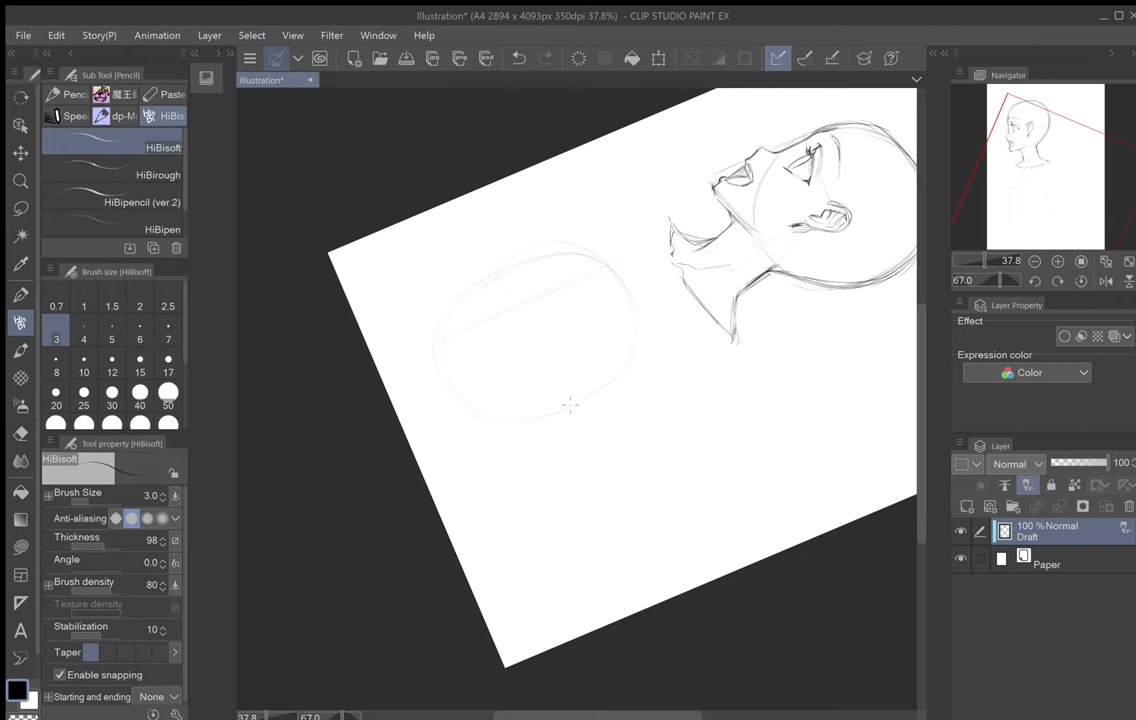 Illustration* (A4 2894 x 4093px 350dpi 37.8%) - CLIP STUDIO PAINT EX
File Edit Story(P) Animation Layer Select View Filter Window Help
Sub Tool [Pencil]
Illustration*
Navigator
Penc 魔王 Paste
Spee dp-M HiBis
HiBisoft
HiBirough
HiBipencil (ver.2)
HiBipen
Brush size [HiBisoft]
0.7 1 1.5 2 2.5
3 4 5 6 7
8 10 12 15 17
20 25 30 40 50
Tool property [HiBisoft]
HiBisoft
Brush Size 3.0
Anti-aliasing
Thickness 98
Angle 0.0
Brush density 80
Texture density
Stabilization 10
Taper
Enable snapping
Starting and ending None
37.8
67.0
Layer Property
Effect
Expression color
Color
Layer
Normal 100
100 % Normal
Draft
Paper
37.8 67.0